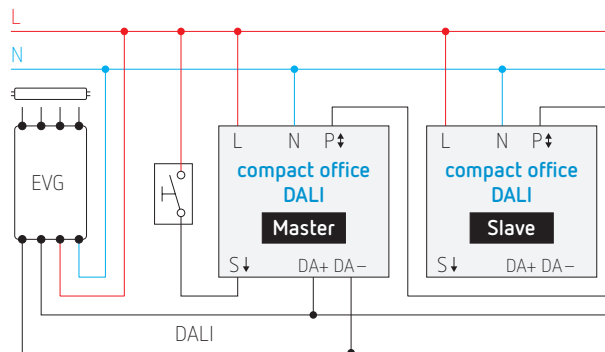 L
N
L N P L N P
EVG
compact office
DALI
Master
compact office
DALI
Slave
S DA+ DA− S DA+ DA−
DALI